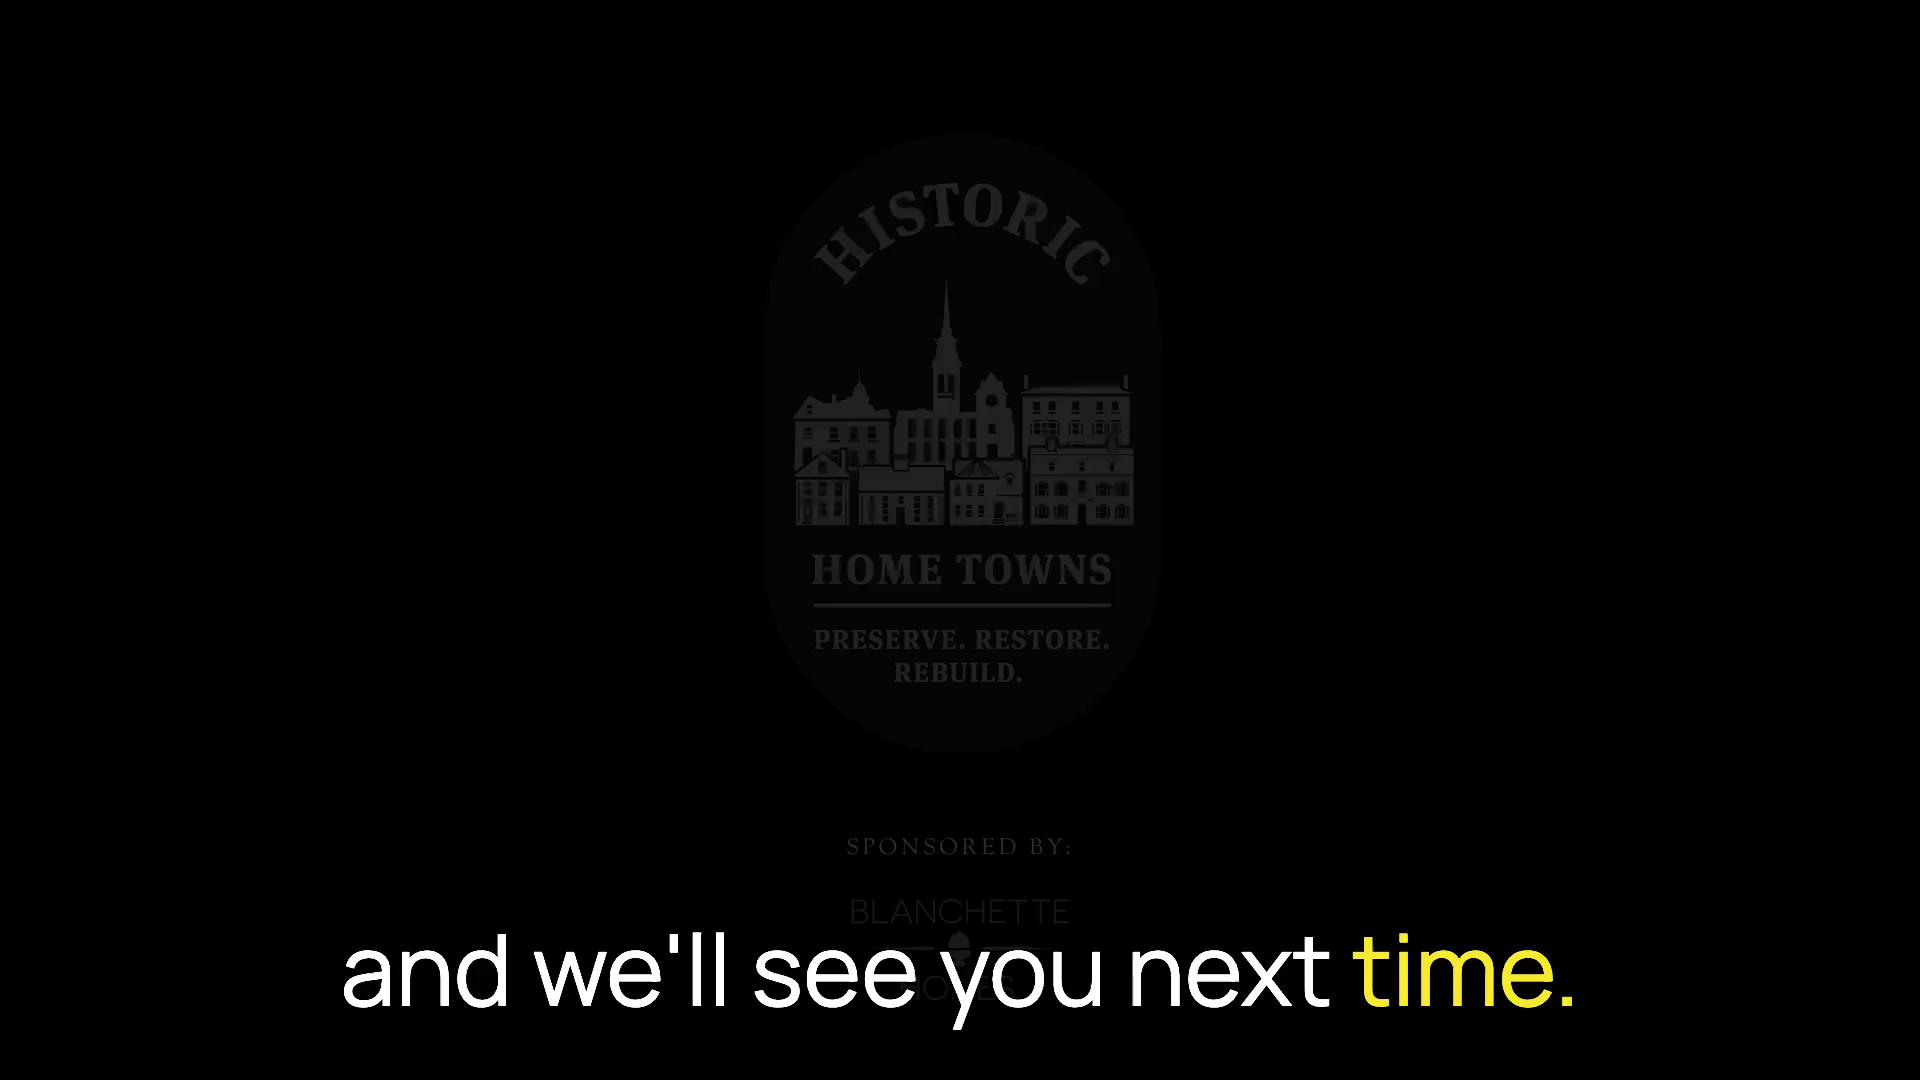 HISTORIC
HOME TOWNS
PRESERVE. RESTORE.
REBUILD.
SPONSORED BY:
BLANCHETTE
and we'll see you next time.